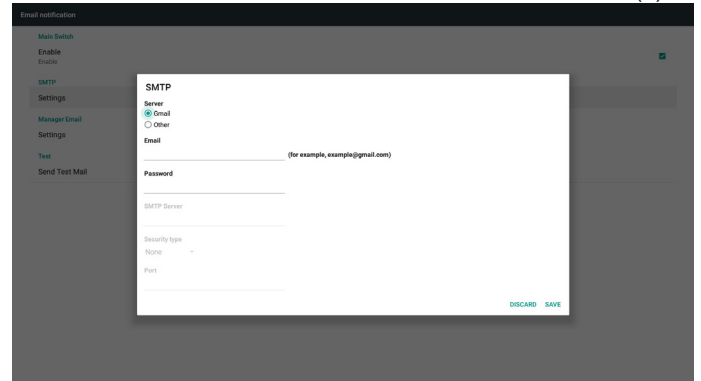 Email notification
Main Switch
Enable
Enable
SMTP
Settings
Manager Email
Settings
Test
Send Test Mail
SMTP
Server
Gmail
Other
Email
(for example, example@gmail.com)
Password
SMTP Server
Security type
None
Port
DISCARD SAVE